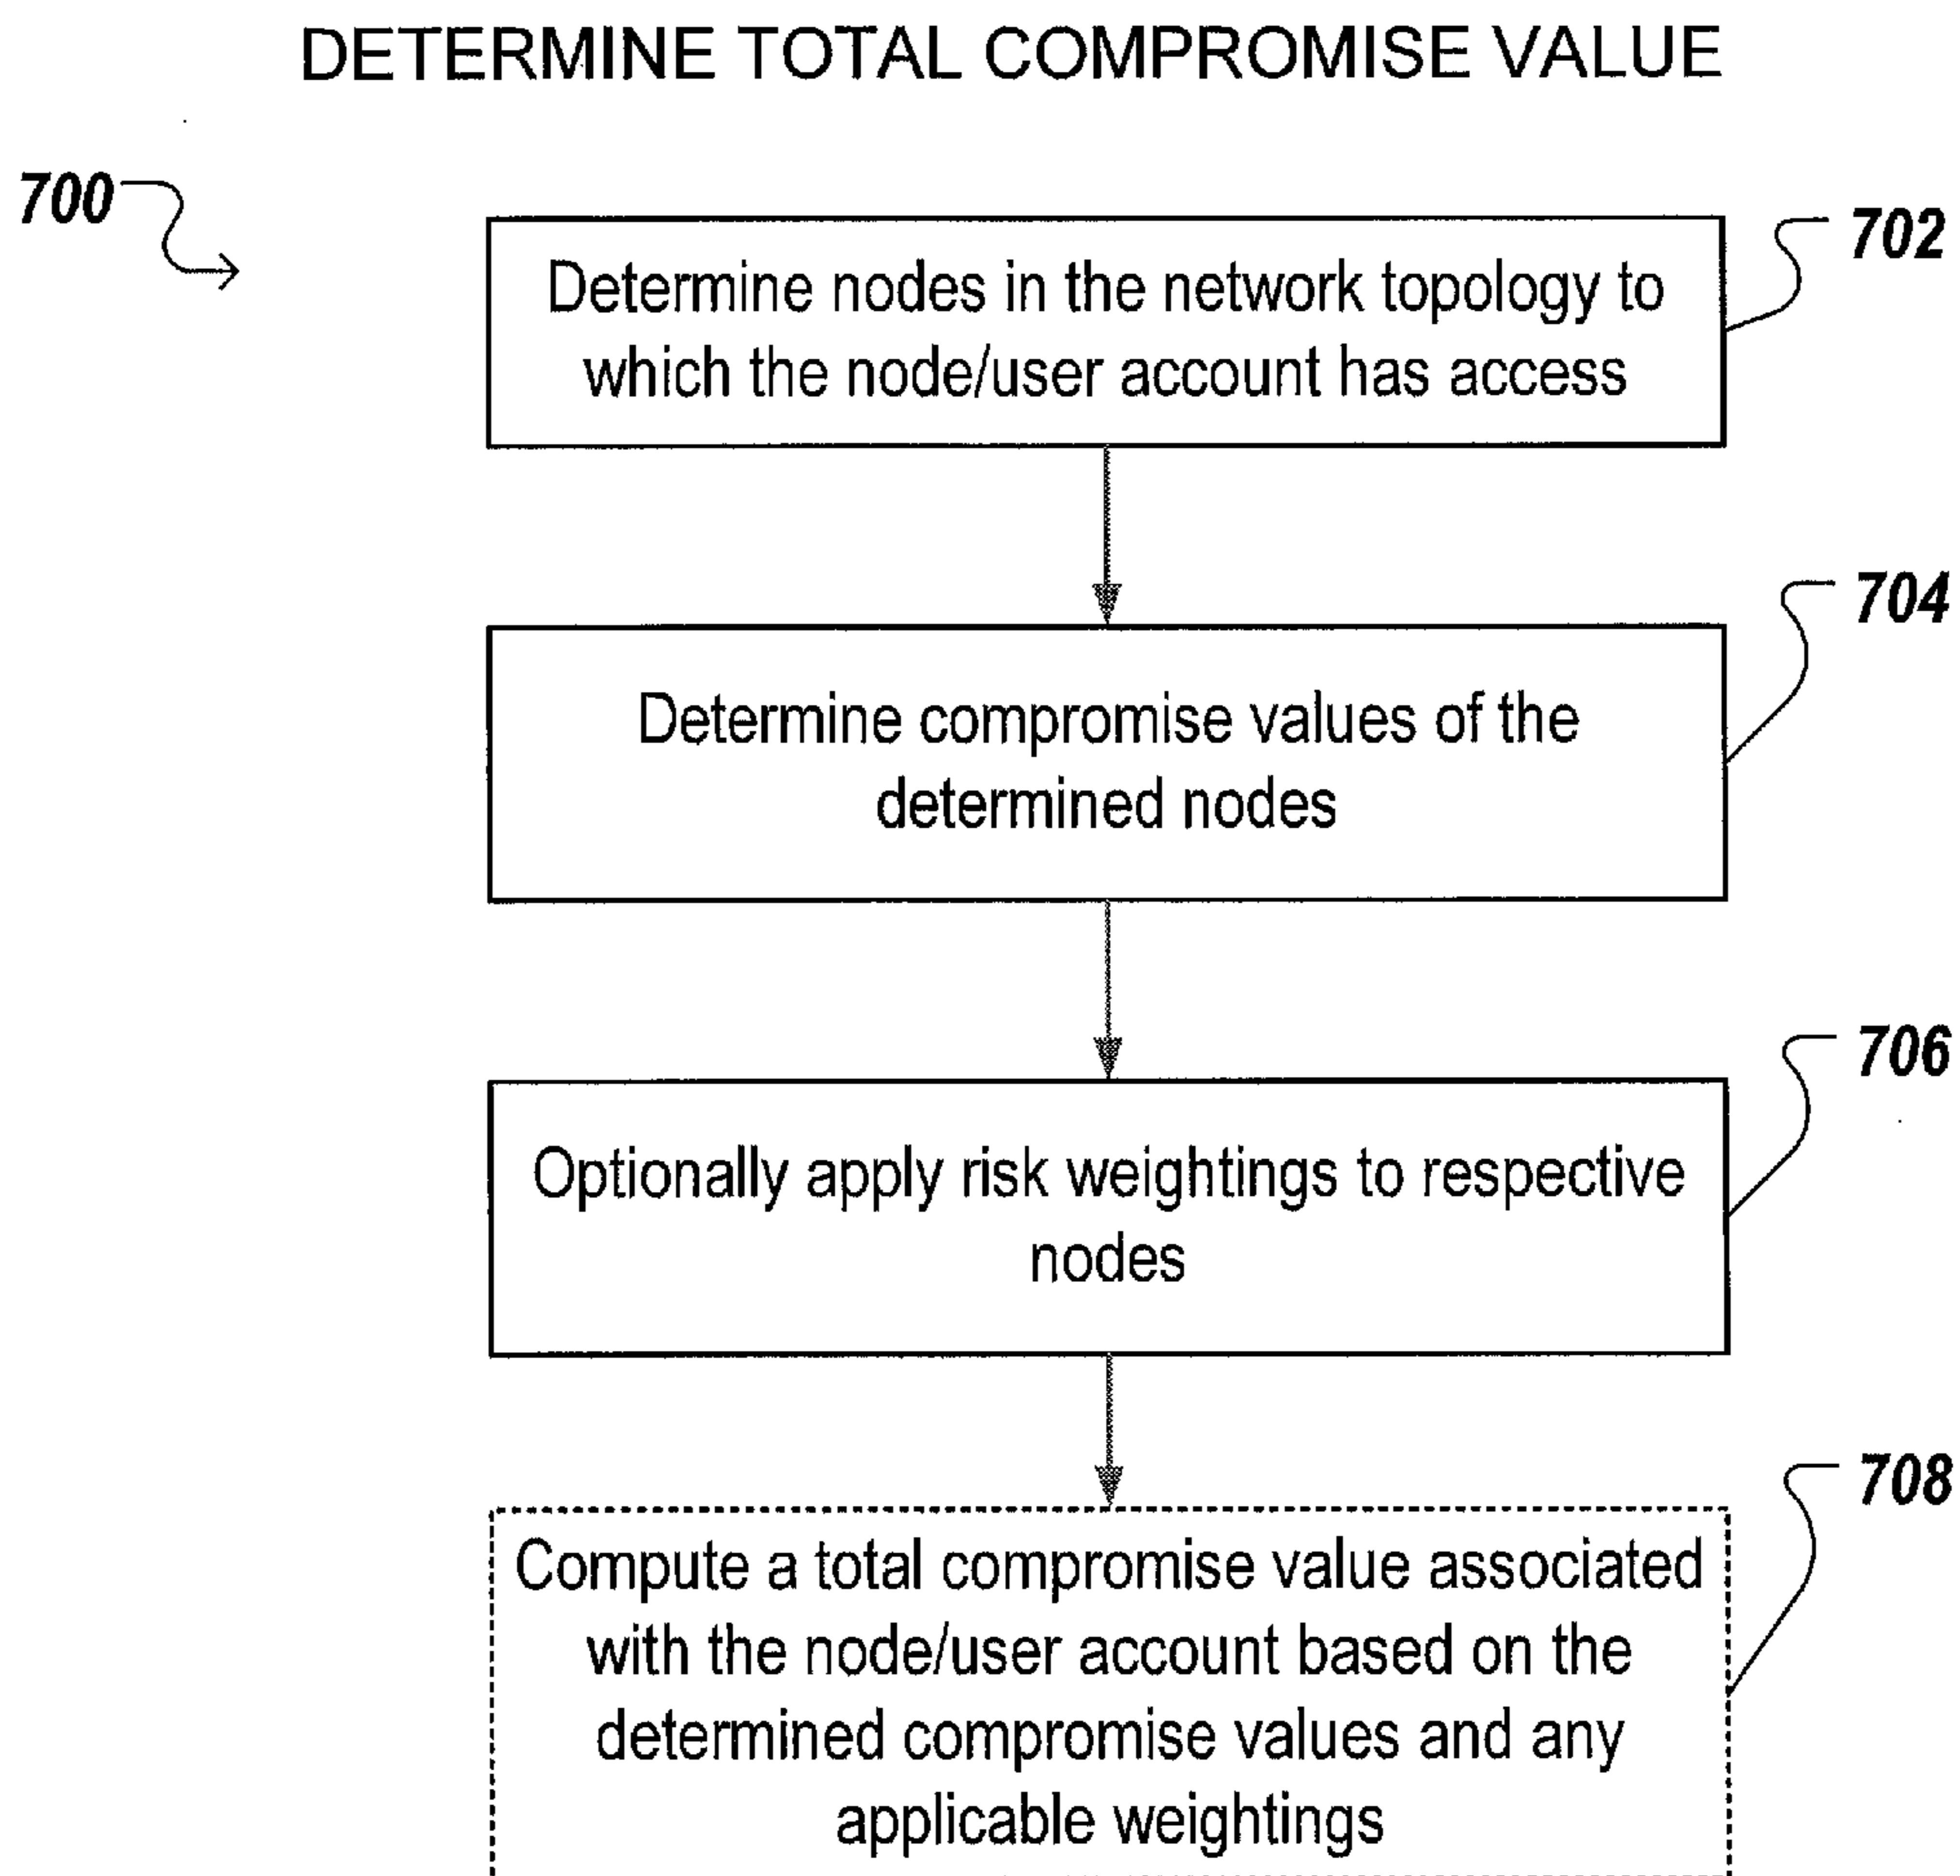 DETERMINE TOTAL COMPROMISE VALUE
700
702
Determine nodes in the network topology to
which the node/user account has access
704
Determine compromise values of the
determined nodes
706
Optionally apply risk weightings to respective
nodes
708
Compute a total compromise value associated
with the node/user account based on the
determined compromise values and any
applicable weightings